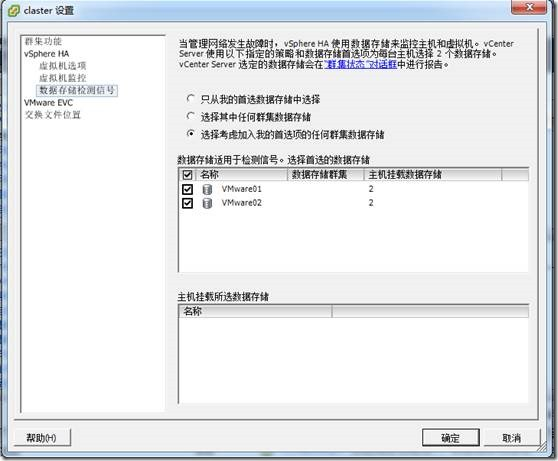 claster 设置
群集功能
vSphere HA
虚拟机选项
虚拟机监控
数据存储检测信号
VMware EVC
交换文件位置
当管理网络发生故障时，vSphere HA 使用数据存储来监控主机和虚拟机。vCenter
Server 使用以下指定的策略和数据存储首选项为每台主机选择 2 个数据存储。
vCenter Server 选定的数据存储会在“群集状态”对话框中进行报告。
只从我的首选数据存储中选择
选择其中任何群集数据存储
选择考虑加入我的首选项的任何群集数据存储
数据存储适用于检测信号。选择首选的数据存储
名称 数据存储群集 主机挂载数据存储
VMware01 2
VMware02 2
主机挂载所选数据存储
名称
帮助(H) 确定 取消